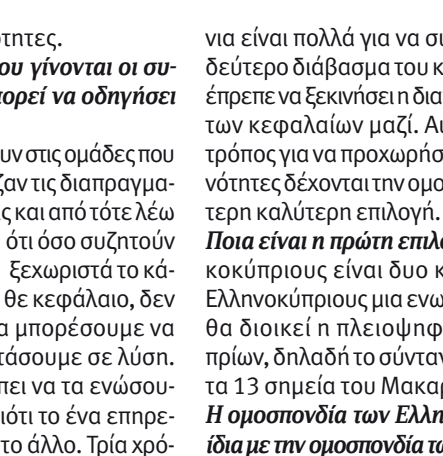 ότητες.
ου γίνονται οι συ-
ορεί να οδηγήσει
υν στις ομάδες που
ζαν τις διαπραγμα-
ς και από τότε λέω
ότι όσο συζητούν
ξεχωριστά το κά-
θε κεφάλαιο, δεν
α μπορέσουμε να
τάσουμε σε λύση.
πει να τα ενώσου-
ιότι το ένα επηρε-
το άλλο. Τρία χρό-
νια είναι πολλά για να συ
δεύτερο διάβασμα του κ
έπρεπε να ξεκινήσει η δια
των κεφαλαίων μαζί. Αυ
τρόπος για να προχωρήσ
νότητες δέχονται την ομο
τερη καλύτερη επιλογή.
Ποια είναι η πρώτη επιλο
κοκύπριους είναι δυο κ
Ελληνοκύπριους μια ενω
θα διοικεί η πλειοψηφ
πρίων, δηλαδή το σύνταγ
τα 13 σημεία του Μακαρ
Η ομοσπονδία των Ελλη
ίδια με την ομοσπονδία τω